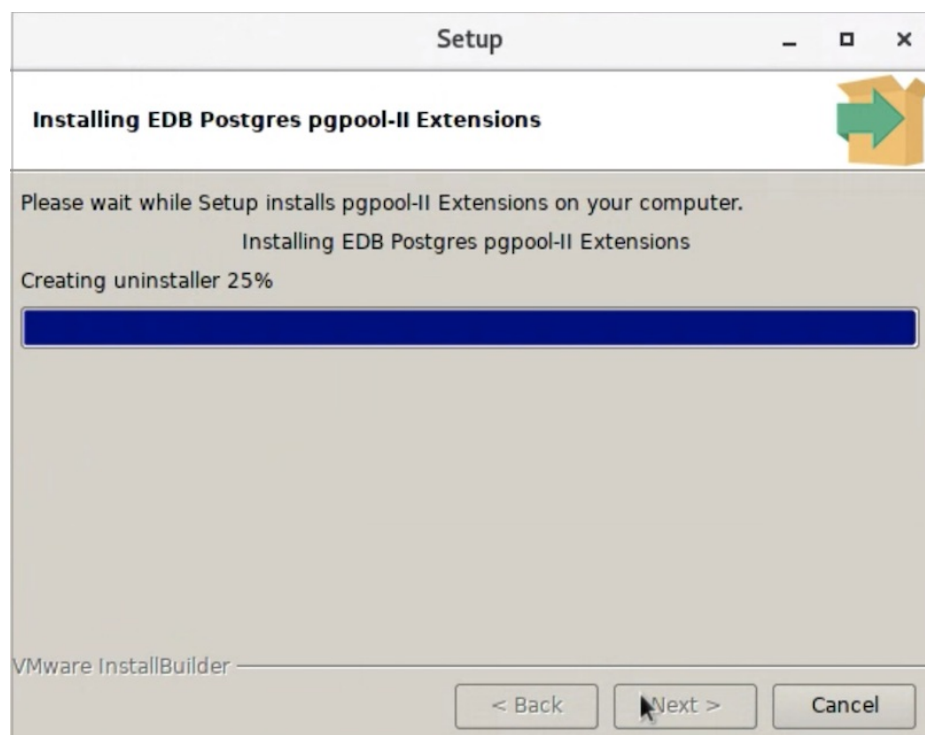 Setup
Installing EDB Postgres pgpool-II Extensions
Please wait while Setup installs pgpool-II Extensions on your computer.
Installing EDB Postgres pgpool-II Extensions
Creating uninstaller 25%
VMware InstallBuilder
< Back Next > Cancel